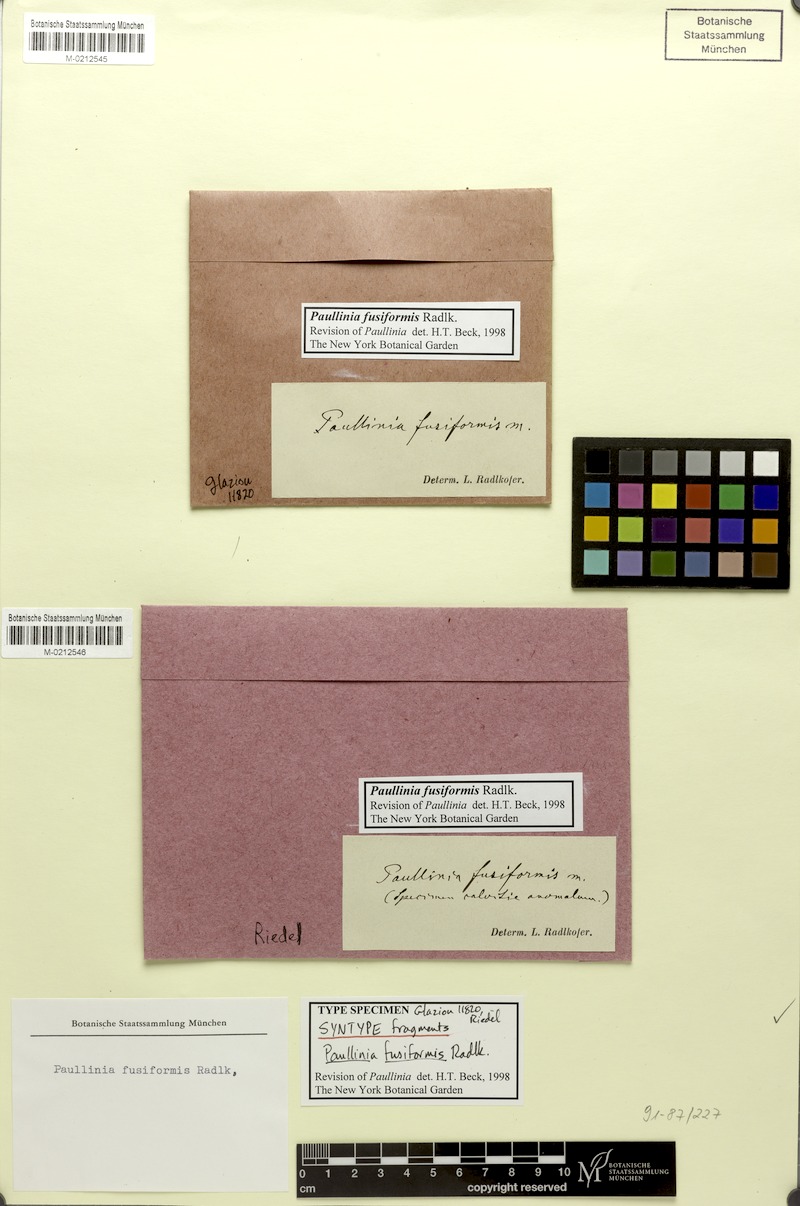 Botanische Staatssammlung München
M-0212545
Botanische
Staatssammlung
München
Paullinia fusiformis Radlk.
Revision of Paullinia det. H.T. Beck, 1998
The New York Botanical Garden
Paullinia fusiformis m.
Determ. L. Radlkofer.
Glaziou
11820
Botanische Staatssammlung München
M-0212546
Paullinia fusiformis Radlk.
Revision of Paullinia det. H.T. Beck, 1998
The New York Botanical Garden
Paullinia fusiformis m.
(Specimen anomalum.)
Determ. L. Radlkofer.
Riedel
Botanische Staatssammlung München
Paullinia fusiformis Radlk,
TYPE SPECIMEN Glaziou 11820,
Riedel
SYNTYPE fragments
Paullinia fusiformis Radlk.
Revision of Paullinia det. H.T. Beck, 1998
The New York Botanical Garden
91-87/227
0 1 2 3 4 5 6 7 8 9 10
cm
copyright reserved
BOTANISCHE
STAATSSAMMLUNG
MÜNCHEN